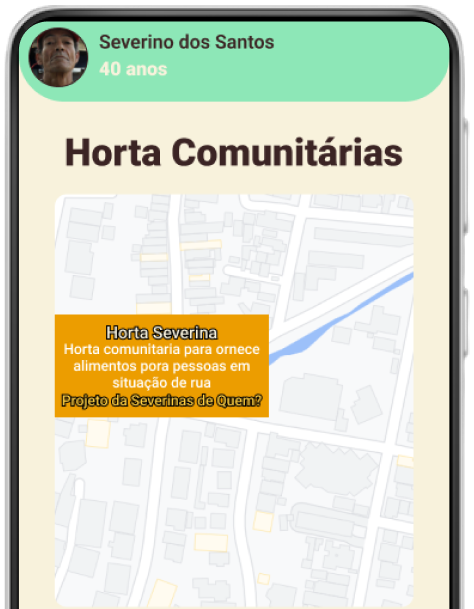 Severino dos Santos
40 anos
Horta Comunitárias
Horta Severina
Horta comunitaria para ornece
alimentos pora pessoas em
situação de rua
Projeto da Severinas de Quem?